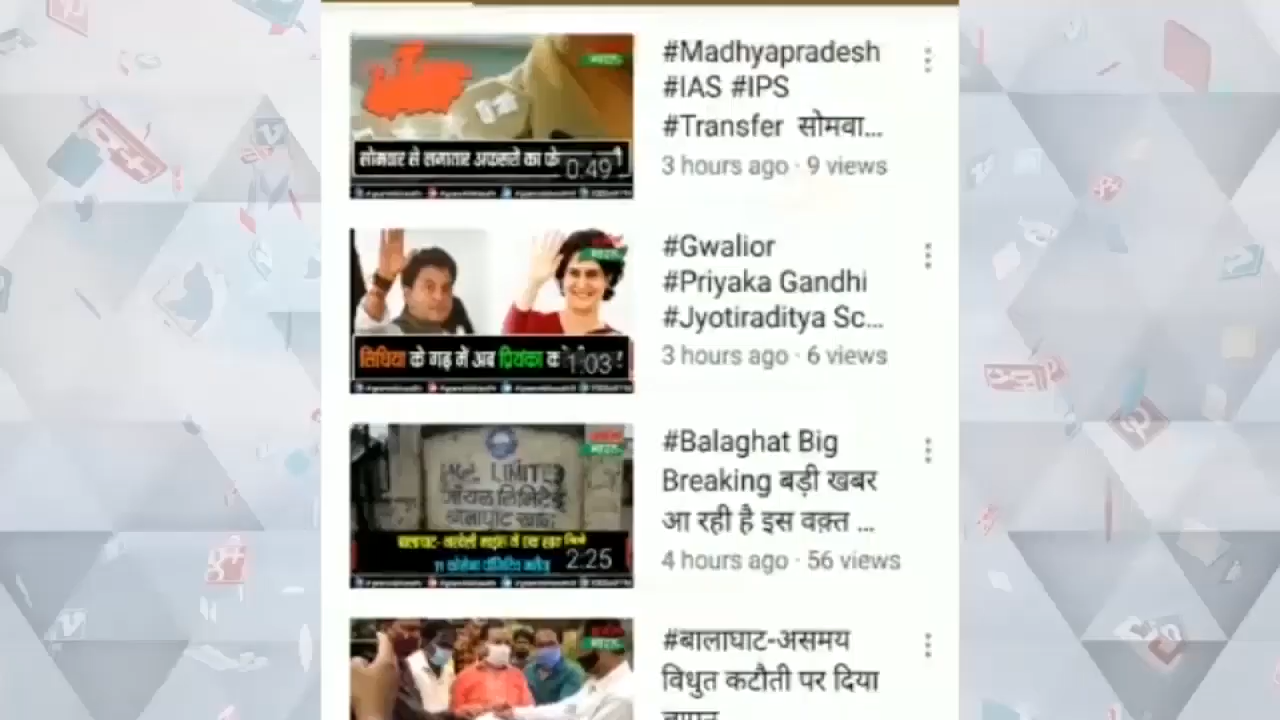 #Madhyapradesh
#IAS #IPS
#Transfer सोमवा...
3 hours ago · 9 views
सोमवार से लगातार अफसरों का फे
0:49
#Gwalior
#Priyaka Gandhi
#Jyotiraditya Sc...
3 hours ago · 6 views
सिंधिया के गढ़ में अब प्रियंका
1:03
#Balaghat Big
Breaking बड़ी खबर
आ रही है इस वक़्त ...
4 hours ago · 56 views
LIMITED
लिमिटेड
2:25
#बालाघाट-असमय
विधुत कटौती पर दिया